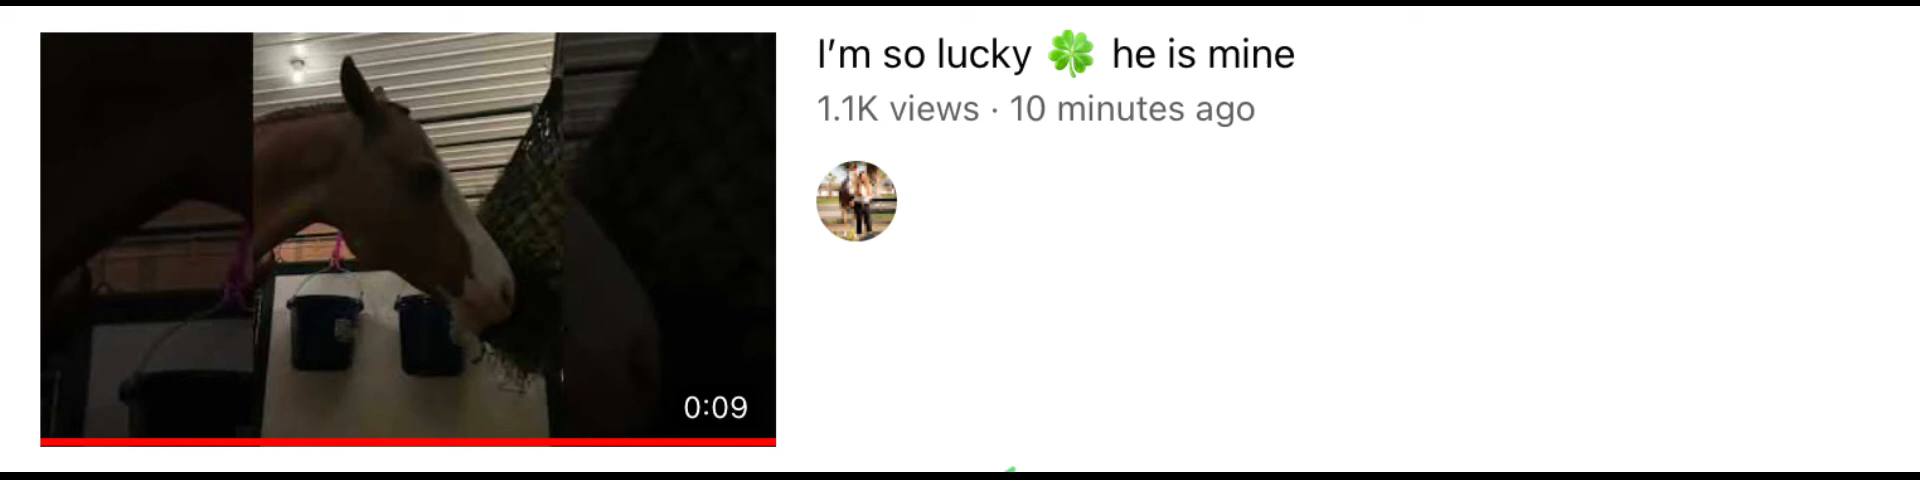 I’m so lucky 🍀 he is mine
1.1K views · 10 minutes ago
0:09